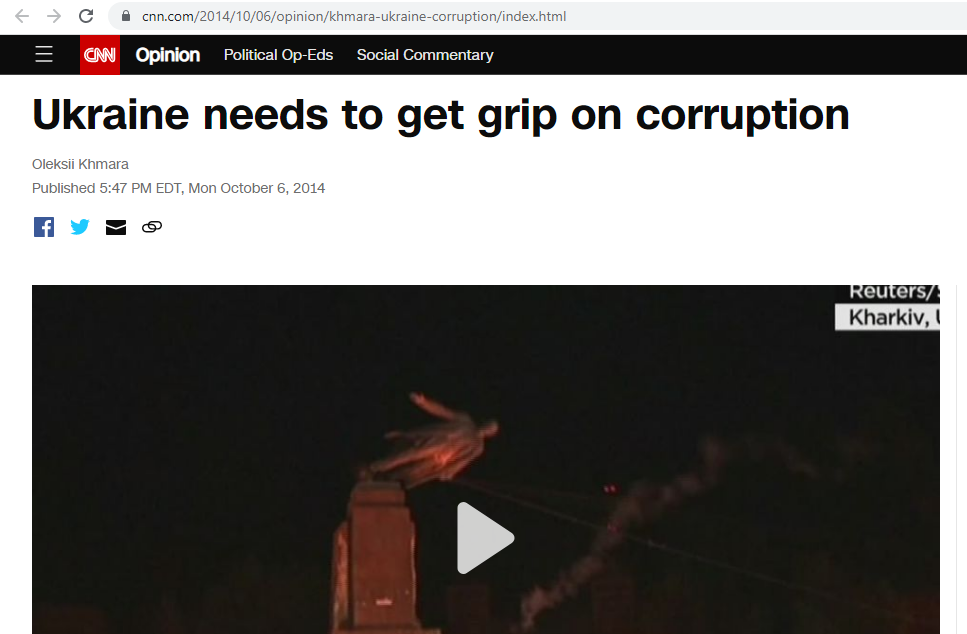 cnn.com/2014/10/06/opinion/khmara-ukraine-corruption/index.html
CNN Opinion Political Op-Eds Social Commentary
Ukraine needs to get grip on corruption
Oleksii Khmara
Published 5:47 PM EDT, Mon October 6, 2014
Reuters/
Kharkiv,